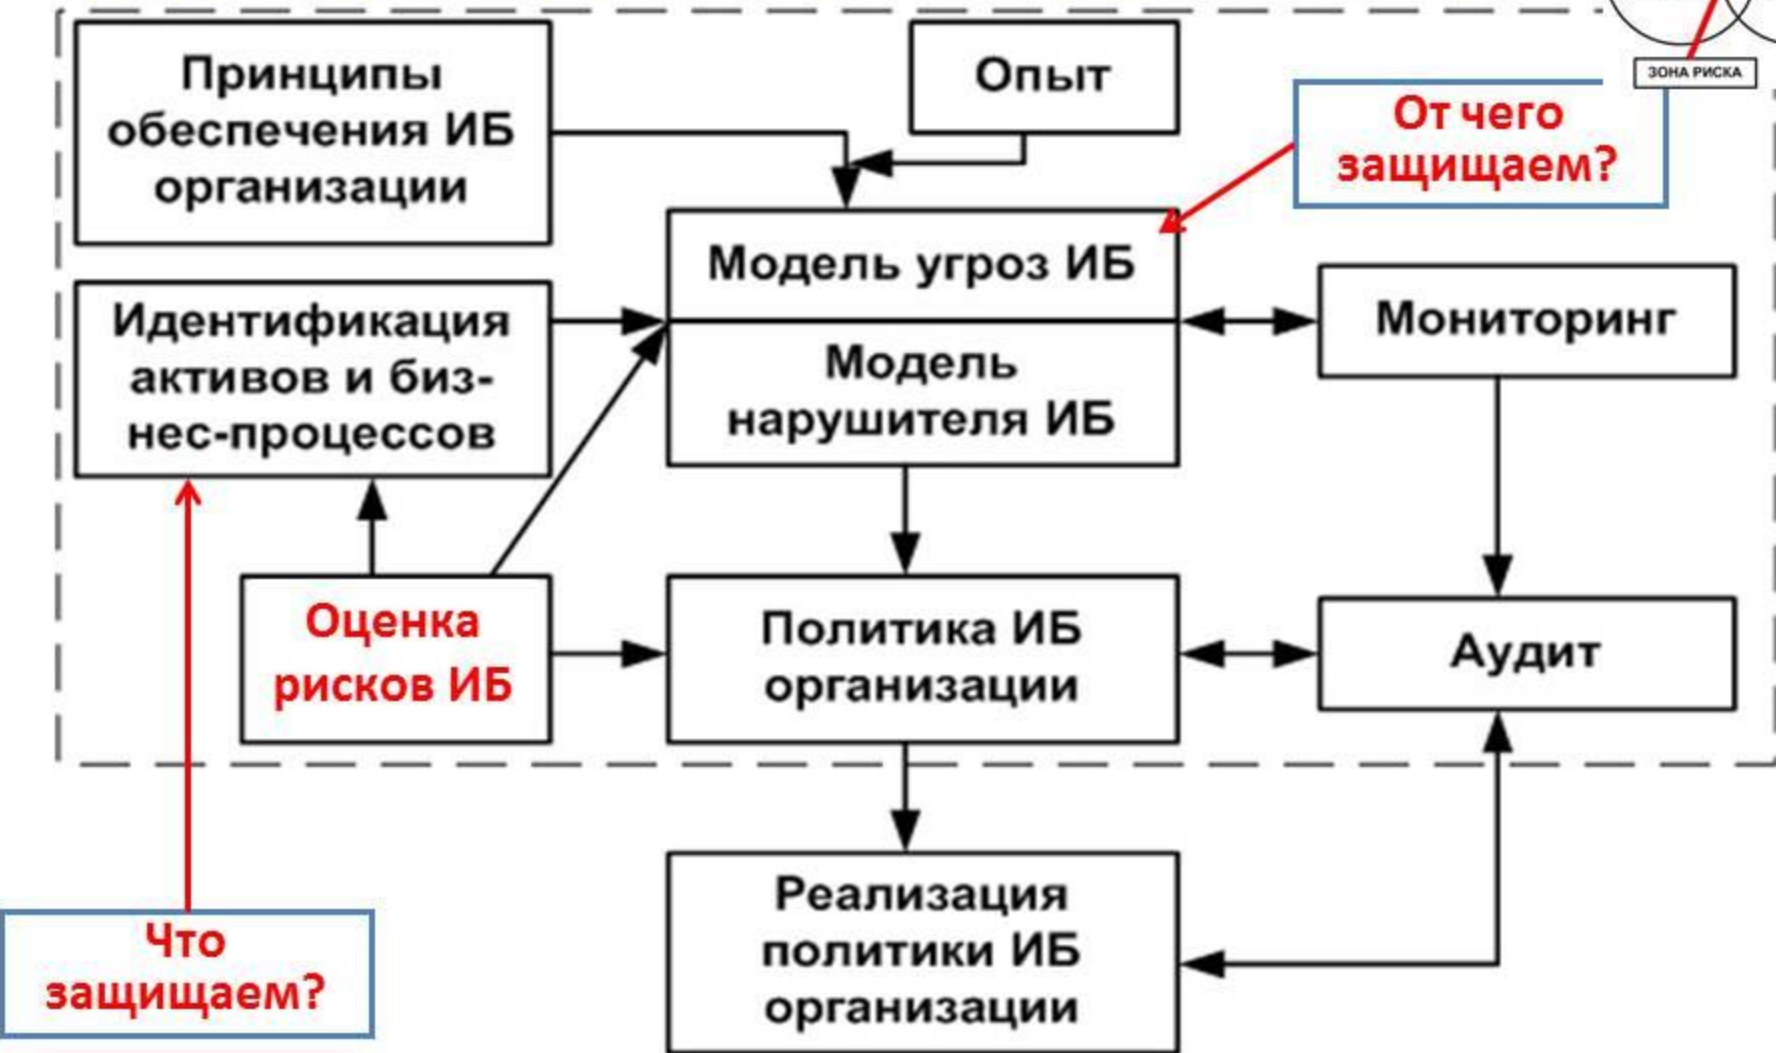 Принципы
обеспечения ИБ
организации
Опыт
ЗОНА РИСКА
От чего
защищаем?
Модель угроз ИБ
Модель
нарушителя ИБ
Мониторинг
Идентификация
активов и биз-
нес-процессов
Оценка
рисков ИБ
Политика ИБ
организации
Аудит
Что
защищаем?
Реализация
политики ИБ
организации